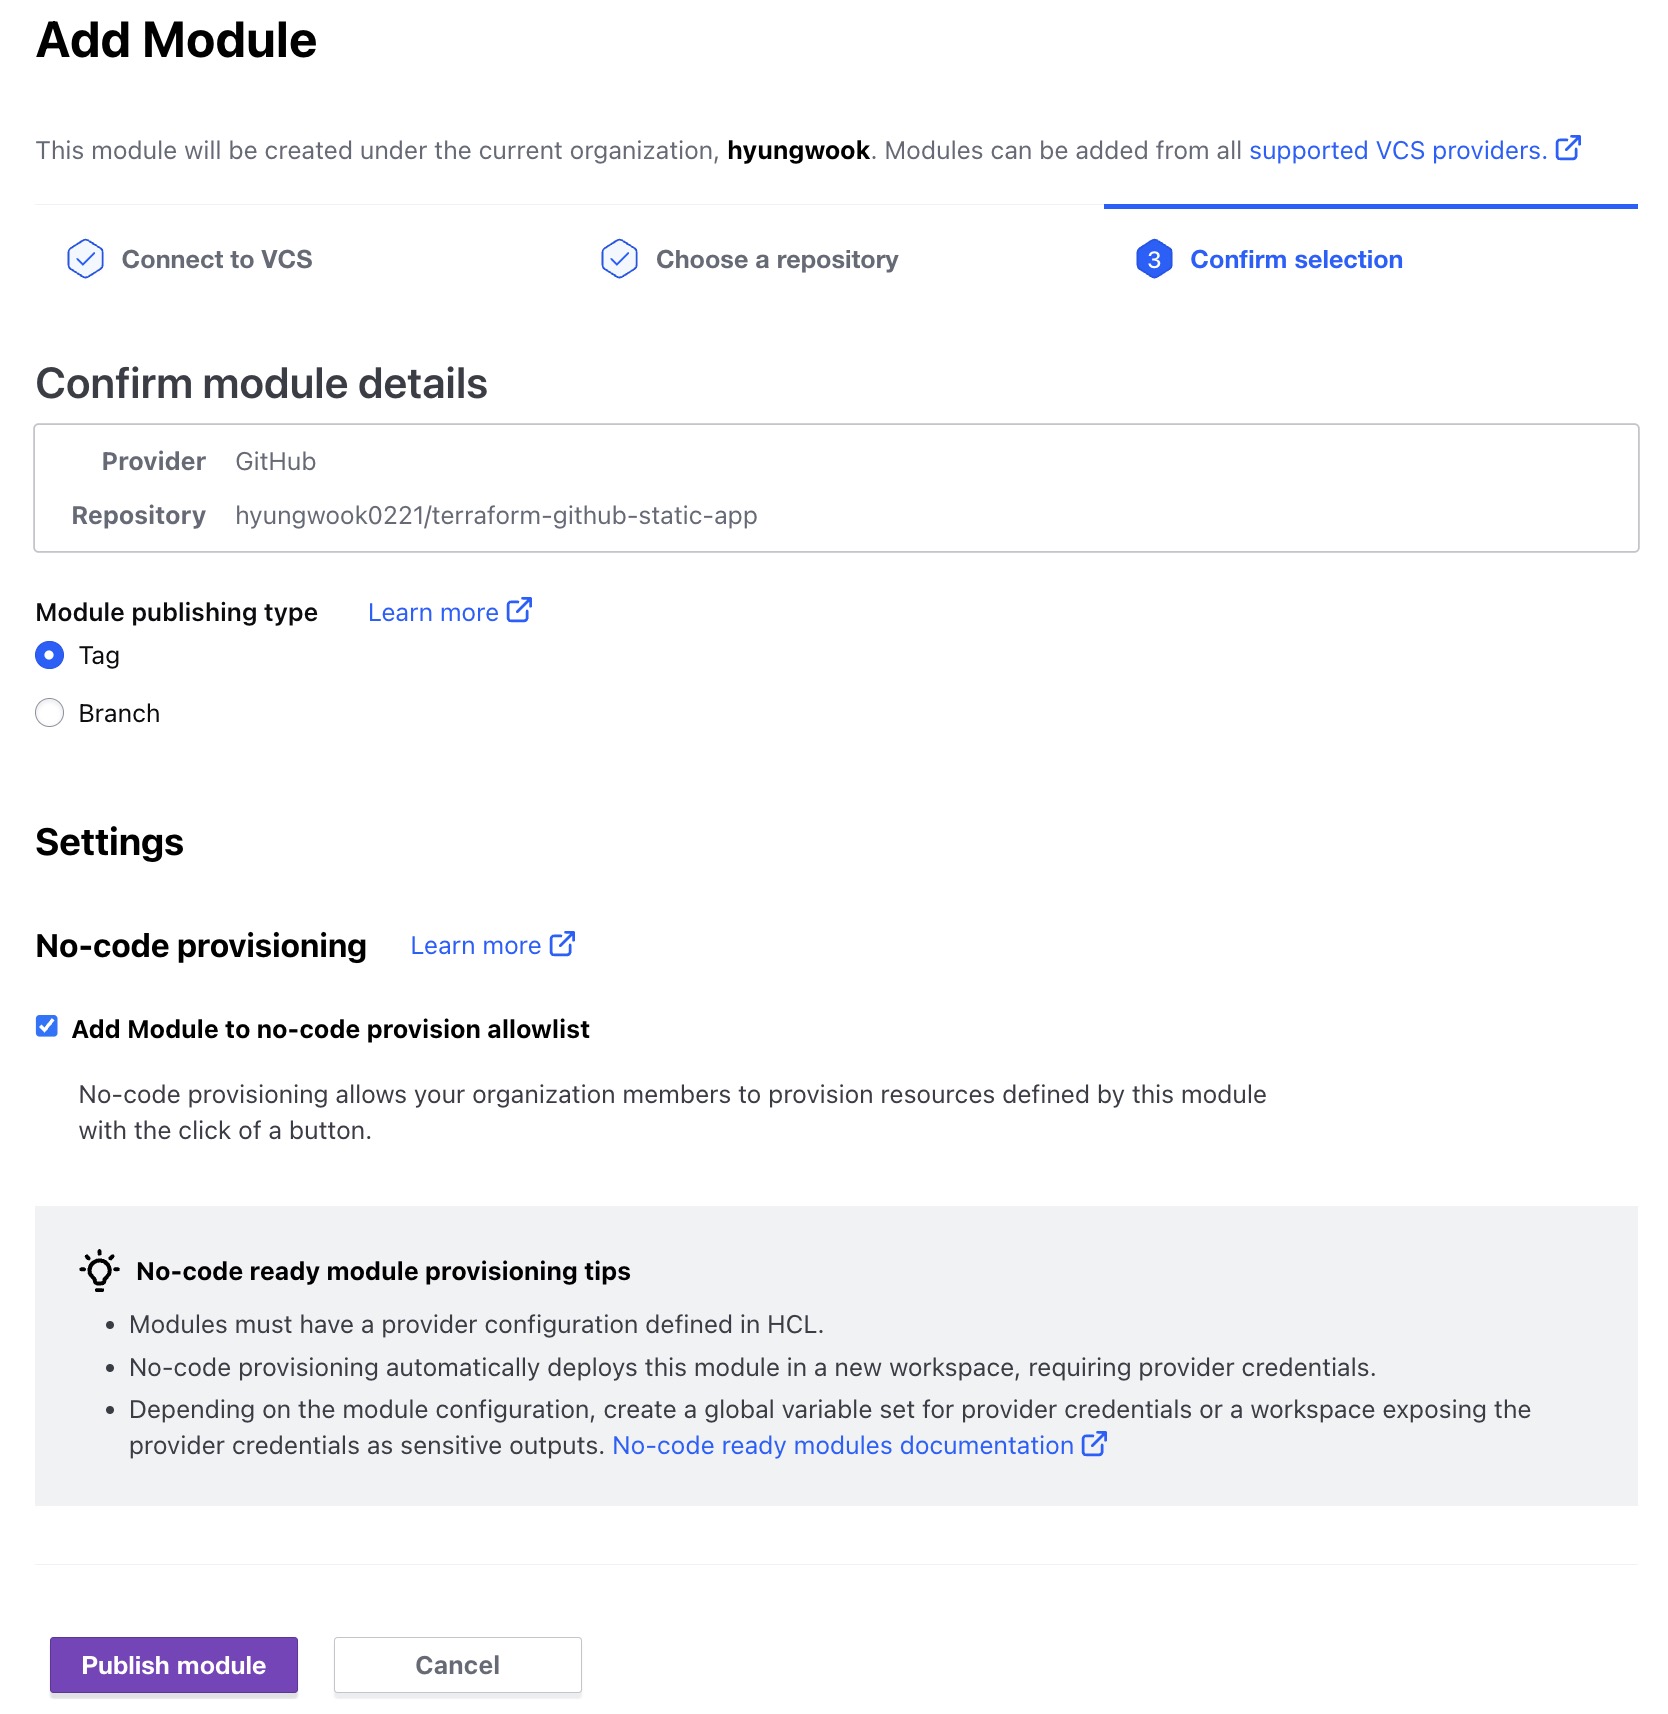 Add Module
This module will be created under the current organization, hyungwook. Modules can be added from all supported VCS providers.
Connect to VCS
Choose a repository
3 Confirm selection
Confirm module details
Provider GitHub
Repository hyungwook0221/terraform-github-static-app
Module publishing type Learn more
Tag
Branch
Settings
No-code provisioning Learn more
Add Module to no-code provision allowlist
No-code provisioning allows your organization members to provision resources defined by this module
with the click of a button.
No-code ready module provisioning tips
• Modules must have a provider configuration defined in HCL.
• No-code provisioning automatically deploys this module in a new workspace, requiring provider credentials.
• Depending on the module configuration, create a global variable set for provider credentials or a workspace exposing the
provider credentials as sensitive outputs. No-code ready modules documentation
Publish module
Cancel